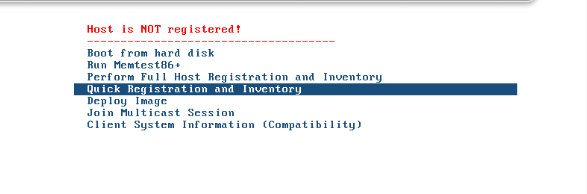 Host is NOT registered!
-------------------------------------
Boot from hard disk
Run Memtest86+
Perform Full Host Registration and Inventory
Quick Registration and Inventory
Deploy Image
Join Multicast Session
Client System Information (Compatibility)